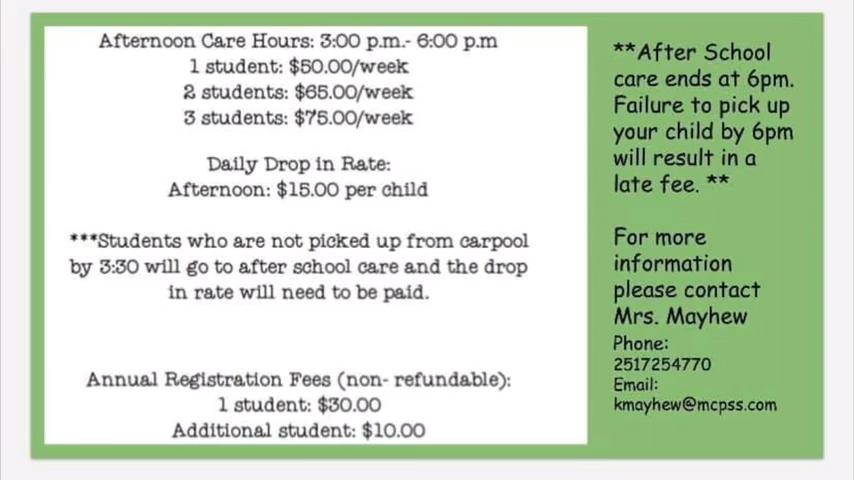 Afternoon Care Hours: 3:00 p.m.- 6:00 p.m
1 student: $50.00/week
2 students: $65.00/week
3 students: $75.00/week
Daily Drop in Rate:
Afternoon: $15.00 per child
***Students who are not picked up from carpool
by 3:30 will go to after school care and the drop
in rate will need to be paid.
Annual Registration Fees (non- refundable):
1 student: $30.00
Additional student: $10.00
**After School
care ends at 6pm.
Failure to pick up
your child by 6pm
will result in a
late fee. **
For more
information
please contact
Mrs. Mayhew
Phone:
2517254770
Email:
kmayhew@mcpss.com